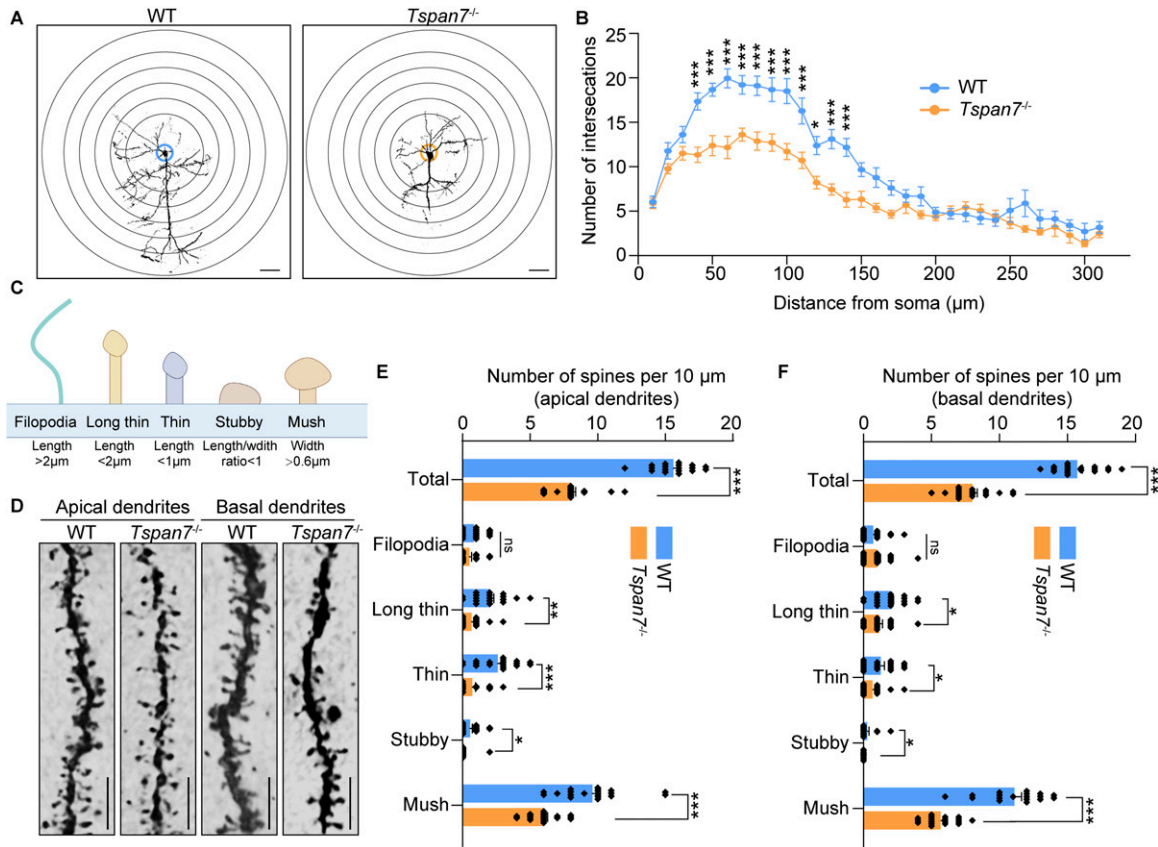 A
WT
Tspan7-/-
B
Number of intersecations
25
20
15
10
5
0
0
50
100
150
200
250
300
Distance from soma (μm)
***
***
***
***
***
***
***
***
*
***
***
WT
Tspan7-/-
C
Filopodia
Long thin
Thin
Stubby
Mush
Length
>2μm
Length
<2μm
Length
<1μm
Length/wdith
ratio<1
Width
>0.6μm
D
Apical dendrites
Basal dendrites
WT
Tspan7-/-
WT
Tspan7-/-
E
Number of spines per 10 μm
(apical dendrites)
0
5
10
15
20
Total
***
Filopodia
ns
Long thin
**
Thin
***
Stubby
*
Mush
***
Tspan7-/-
WT
F
Number of spines per 10 μm
(basal dendrites)
0
5
10
15
20
Total
***
Filopodia
ns
Long thin
*
Thin
*
Stubby
*
Mush
***
Tspan7-/-
WT